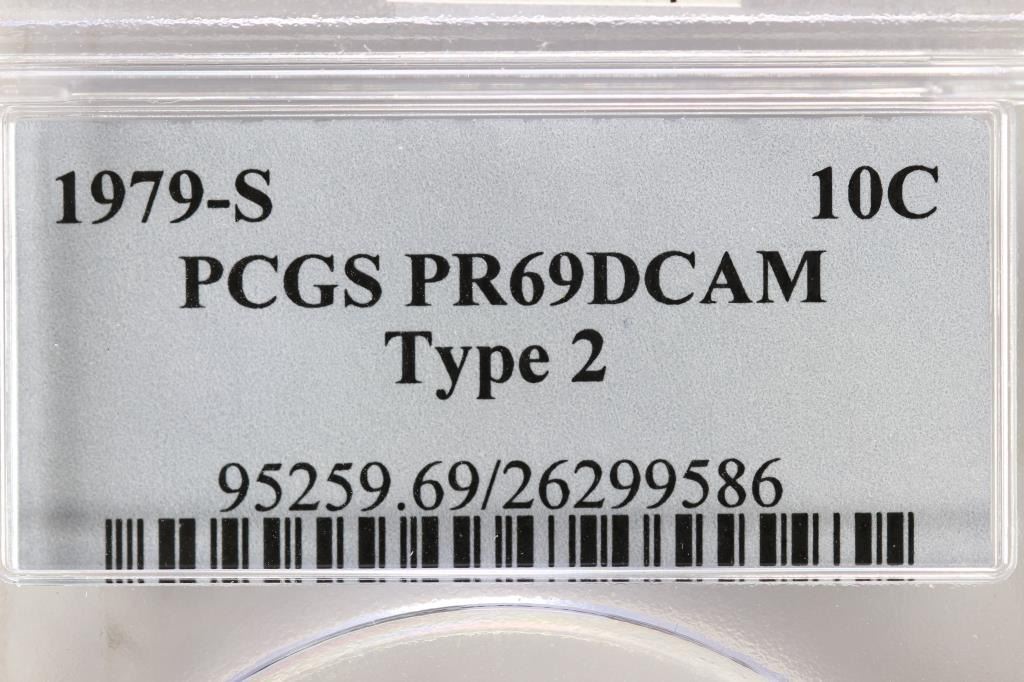 1979-S 10C
PCGS PR69DCAM
Type 2
95259.69/26299586